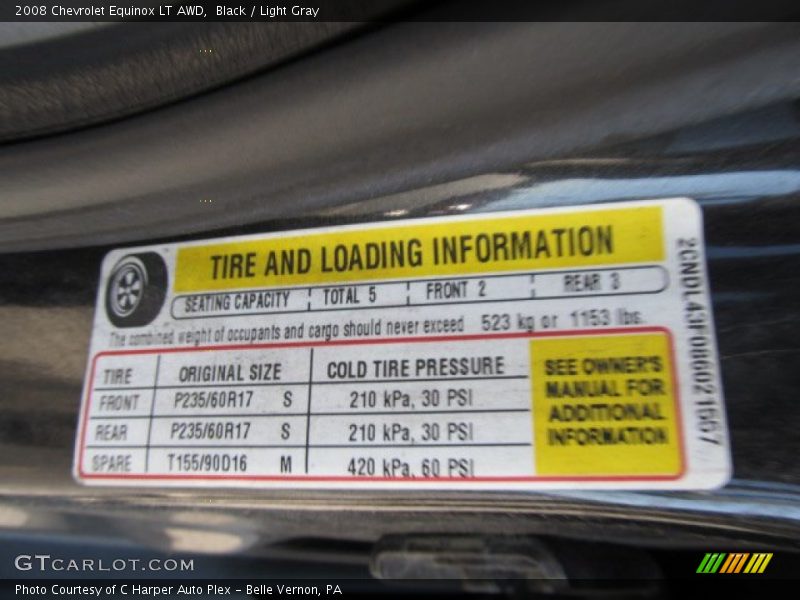 2008 Chevrolet Equinox LT AWD, Black / Light Gray
TIRE AND LOADING INFORMATION
SEATING CAPACITY TOTAL 5 FRONT 2 REAR 3
The combined weight of occupants and cargo should never exceed 523 kg or 1153 lbs.
TIRE ORIGINAL SIZE COLD TIRE PRESSURE
FRONT P235/60R17 S 210 kPa, 30 PSI
REAR P235/60R17 S 210 kPa, 30 PSI
SPARE T155/90D16 M 420 kPa, 60 PSI
SEE OWNER'S
MANUAL FOR
ADDITIONAL
INFORMATION
2CNDL43F086021567
GTCARLOT.COM
Photo Courtesy of C Harper Auto Plex - Belle Vernon, PA